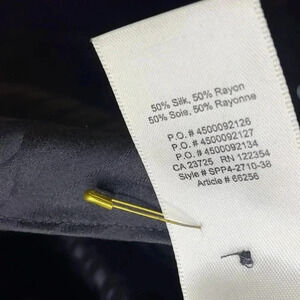 50% Silk, 50% Rayon
50% Soie, 50% Rayonne
P.O. # 4500092126
P.O. # 4500092127
P.O. # 4500092134
CA 23725 RN 122354
Style # SPP4-2710-38
Article # 66256